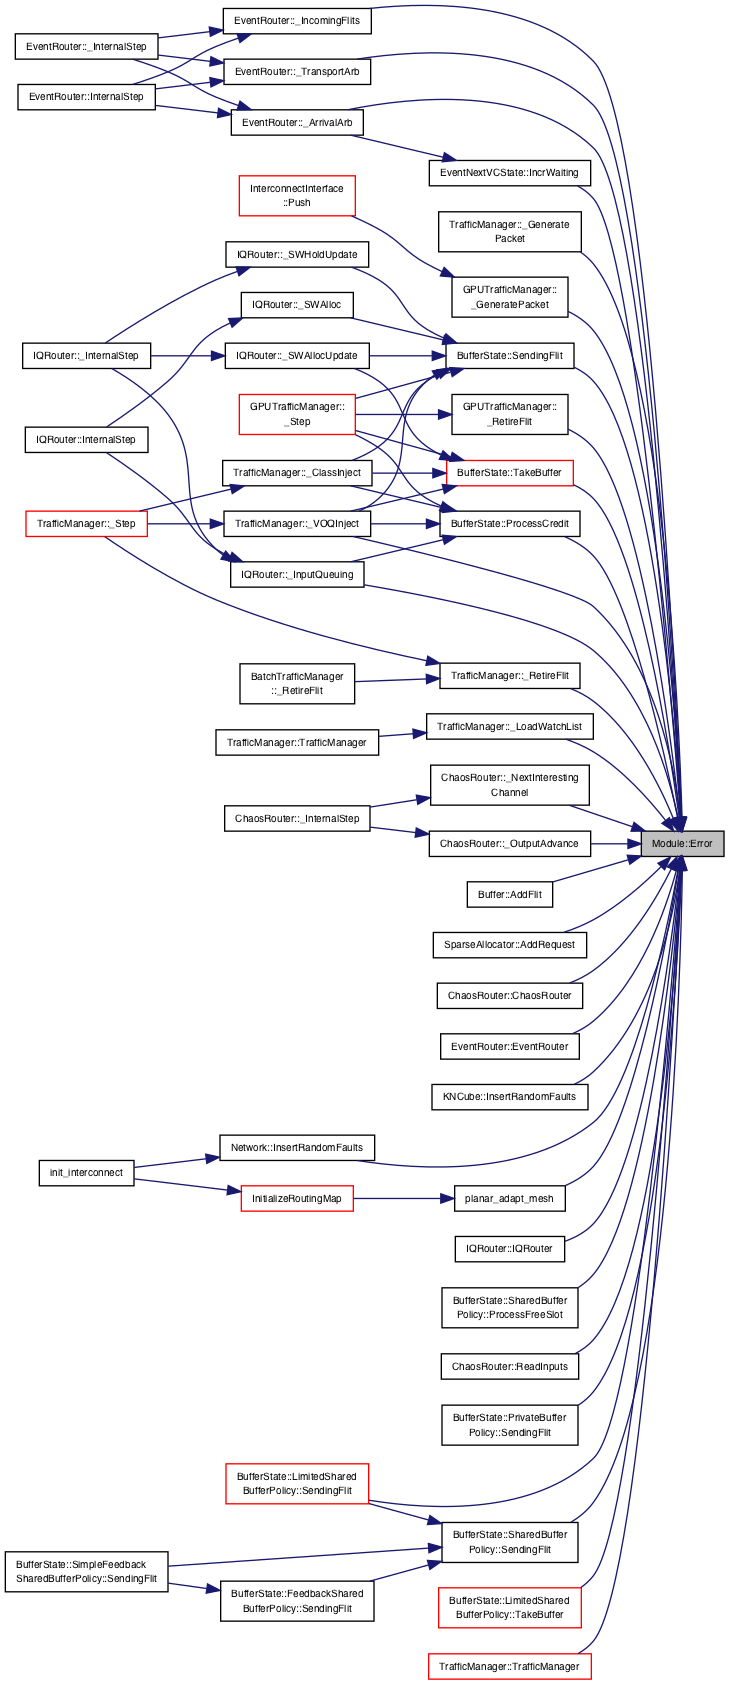 EventRouter::_IncomingFlits
EventRouter::_InternalStep
EventRouter::_TransportArb
EventRouter::InternalStep
EventRouter::_ArrivalArb
EventNextVCState::IncrWaiting
InterconnectInterface
::Push
TrafficManager::_Generate
Packet
IQRouter::_SWHoldUpdate
GPUTrafficManager::
_GeneratePacket
IQRouter::_SWAlloc
IQRouter::_InternalStep
IQRouter::_SWAllocUpdate
BufferState::SendingFlit
GPUTrafficManager::
_Step
GPUTrafficManager::
_RetireFlit
IQRouter::InternalStep
TrafficManager::_ClassInject
BufferState::TakeBuffer
TrafficManager::_Step
TrafficManager::_VOQInject
BufferState::ProcessCredit
IQRouter::_InputQueuing
BatchTrafficManager
::_RetireFlit
TrafficManager::_RetireFlit
TrafficManager::TrafficManager
TrafficManager::_LoadWatchList
ChaosRouter::_NextInteresting
Channel
ChaosRouter::_InternalStep
ChaosRouter::_OutputAdvance
Module::Error
Buffer::AddFlit
SparseAllocator::AddRequest
ChaosRouter::ChaosRouter
EventRouter::EventRouter
KNCube::InsertRandomFaults
Network::InsertRandomFaults
init_interconnect
InitializeRoutingMap
planar_adapt_mesh
IQRouter::IQRouter
BufferState::SharedBuffer
Policy::ProcessFreeSlot
ChaosRouter::ReadInputs
BufferState::PrivateBuffer
Policy::SendingFlit
BufferState::LimitedShared
BufferPolicy::SendingFlit
BufferState::SharedBuffer
Policy::SendingFlit
BufferState::SimpleFeedback
SharedBufferPolicy::SendingFlit
BufferState::FeedbackShared
BufferPolicy::SendingFlit
BufferState::LimitedShared
BufferPolicy::TakeBuffer
TrafficManager::TrafficManager